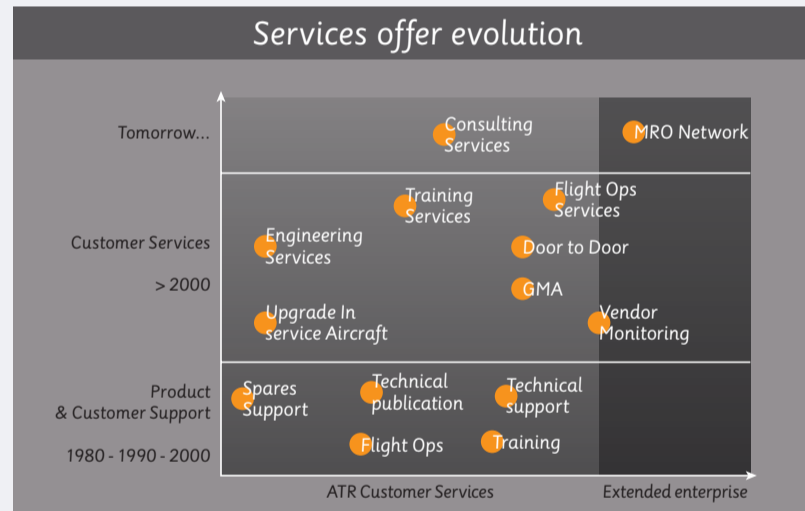 Services offer evolution
Tomorrow...
Consulting
Services
MRO Network
Customer Services
> 2000
Training
Services
Flight Ops
Services
Engineering
Services
Door to Door
GMA
Upgrade In
service Aircraft
Vendor
Monitoring
Product
& Customer Support
1980 - 1990 - 2000
Spares
Support
Technical
publication
Technical
support
Flight Ops
Training
ATR Customer Services
Extended enterprise